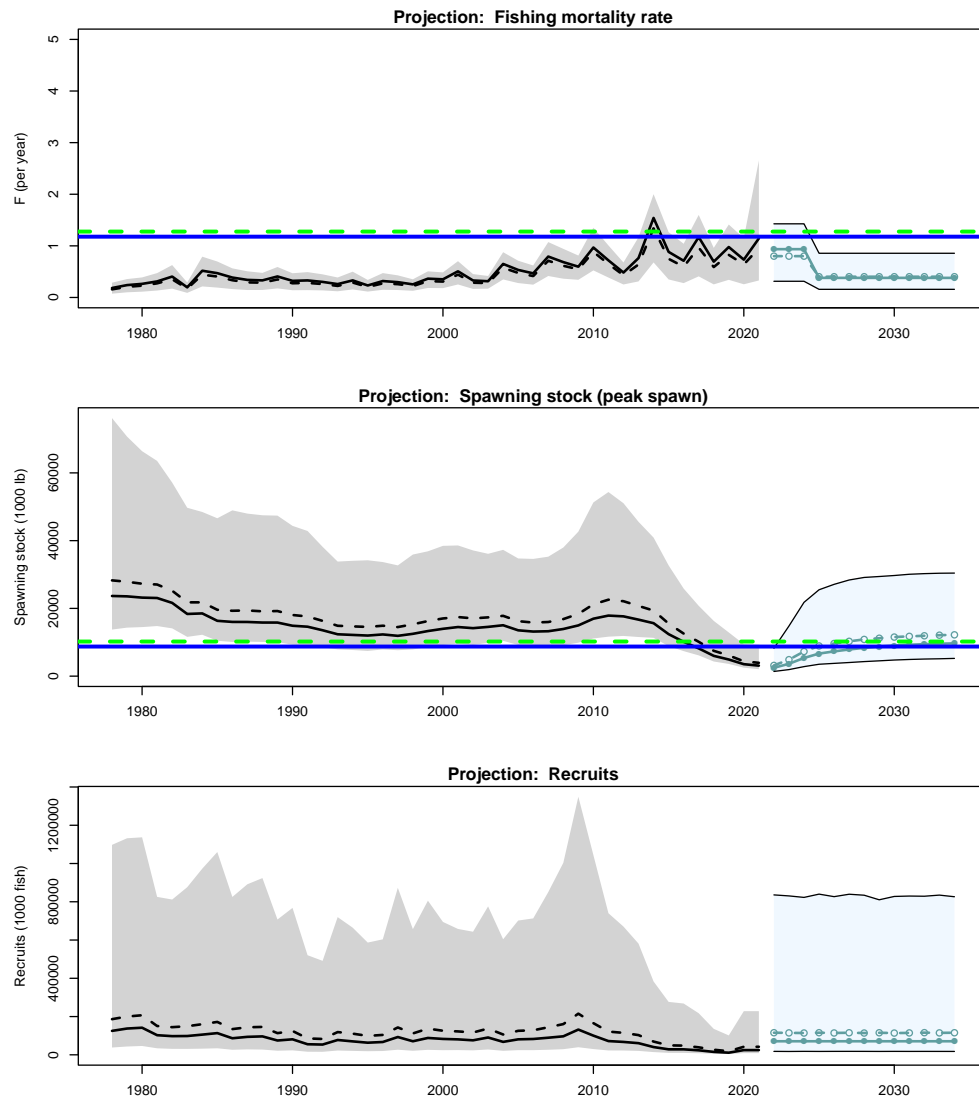 Projection: Fishing mortality rate
F (per year)
5
4
3
2
1
0
1980 1990 2000 2010 2020 2030
Projection: Spawning stock (peak spawn)
Spawning stock (1000 lb)
60000
40000
20000
0
1980 1990 2000 2010 2020 2030
Projection: Recruits
Recruits (1000 fish)
1200000
800000
400000
0
1980 1990 2000 2010 2020 2030